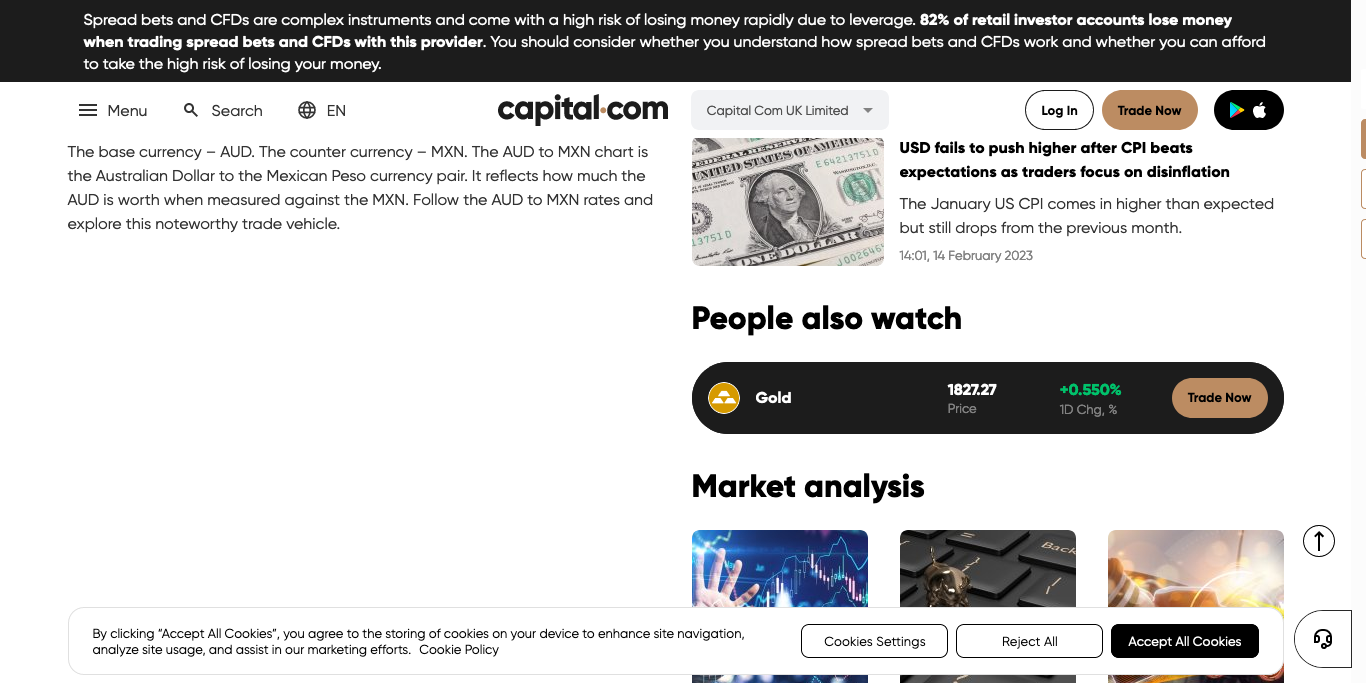 Spread bets and CFDs are complex instruments and come with a high risk of losing money rapidly due to leverage. 82% of retail investor accounts lose money
when trading spread bets and CFDs with this provider. You should consider whether you understand how spread bets and CFDs work and whether you can afford
to take the high risk of losing your money.
Menu
Search
EN
capital.com
Capital Com UK Limited
Log In
Trade Now
The base currency – AUD. The counter currency – MXN. The AUD to MXN chart is
the Australian Dollar to the Mexican Peso currency pair. It reflects how much the
AUD is worth when measured against the MXN. Follow the AUD to MXN rates and
explore this noteworthy trade vehicle.
UNITED STATES OF AMERICA
E 64213751 D
ONE DOLLAR
USD fails to push higher after CPI beats
expectations as traders focus on disinflation
The January US CPI comes in higher than expected
but still drops from the previous month.
14:01, 14 February 2023
People also watch
Gold
1827.27
Price
+0.550%
1D Chg, %
Trade Now
Market analysis
Back
By clicking “Accept All Cookies”, you agree to the storing of cookies on your device to enhance site navigation,
analyze site usage, and assist in our marketing efforts. Cookie Policy
Cookies Settings
Reject All
Accept All Cookies